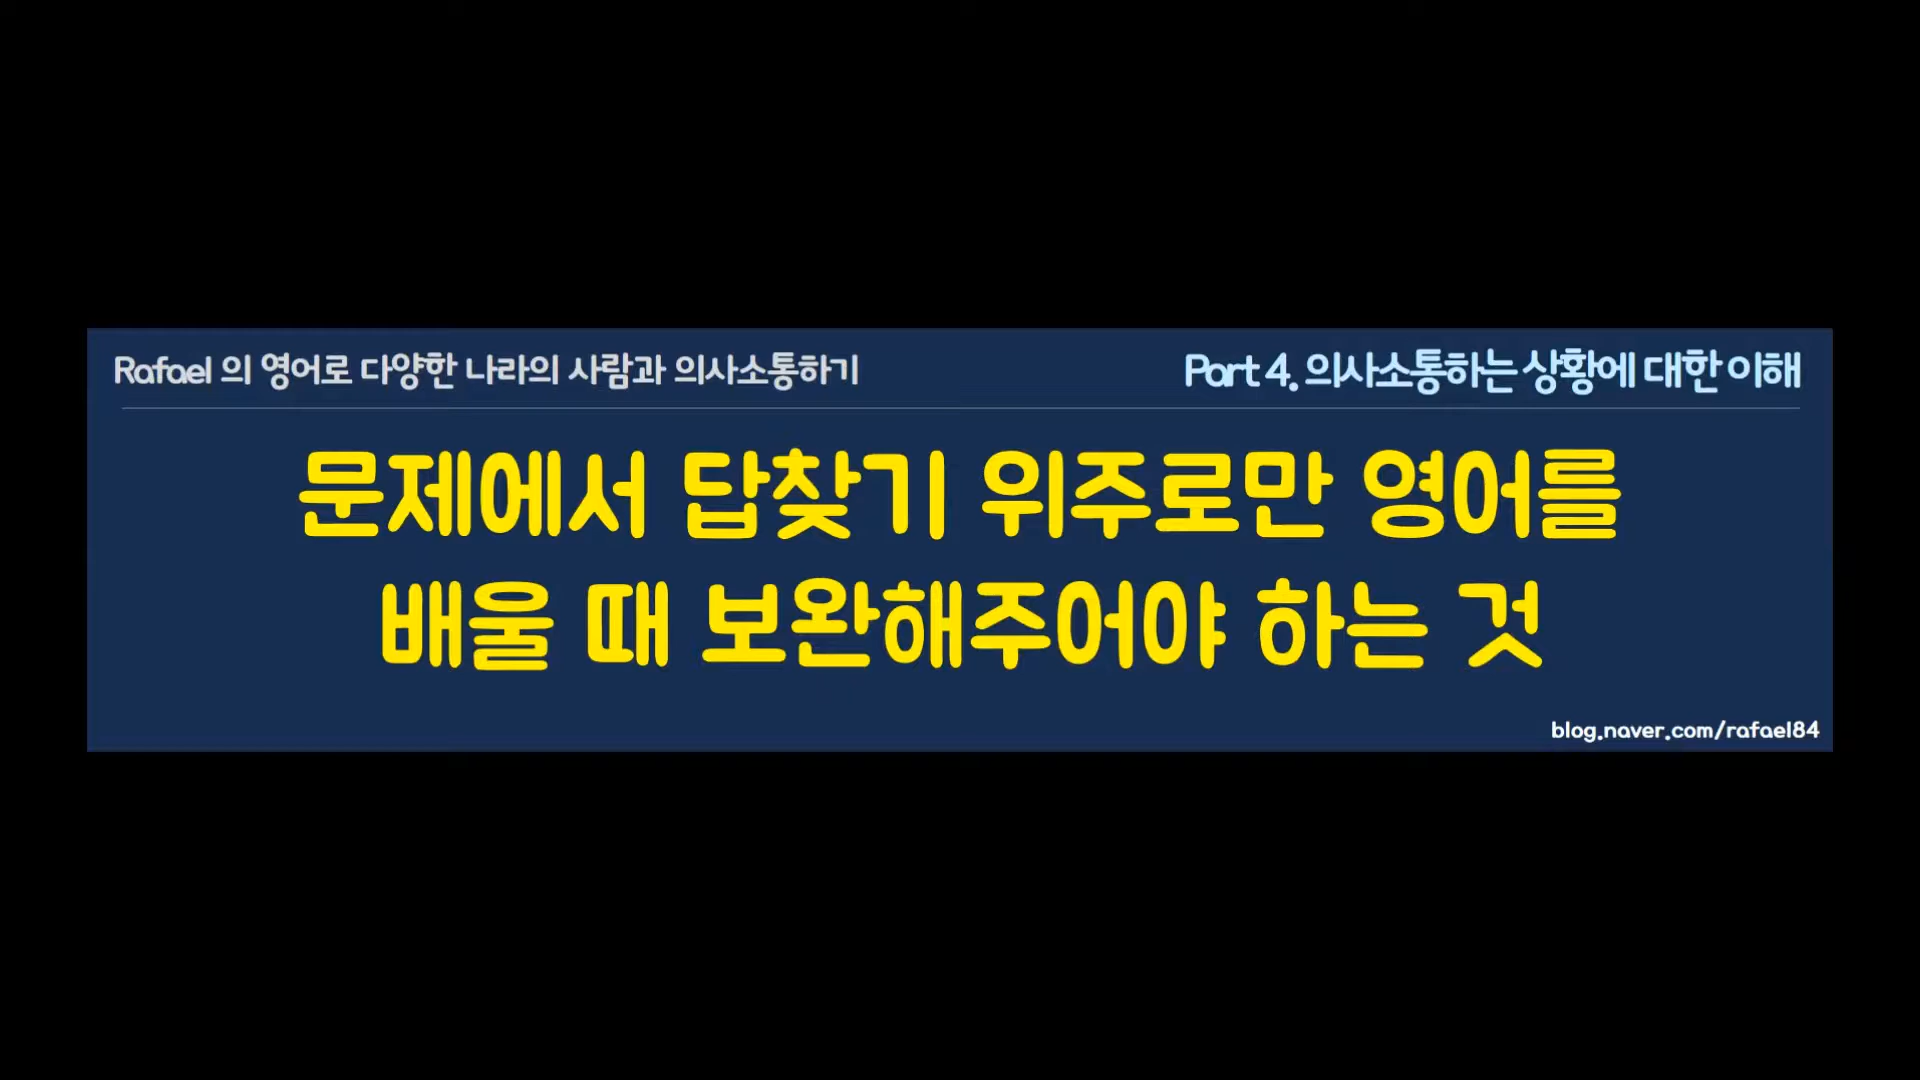 Rafael 의 영어로 다양한 나라의 사람과 의사소통하기
Part 4. 의사소통하는 상황에 대한 이해
문제에서 답찾기 위주로만 영어를
배울 때 보완해주어야 하는 것
blog.naver.com/rafael84